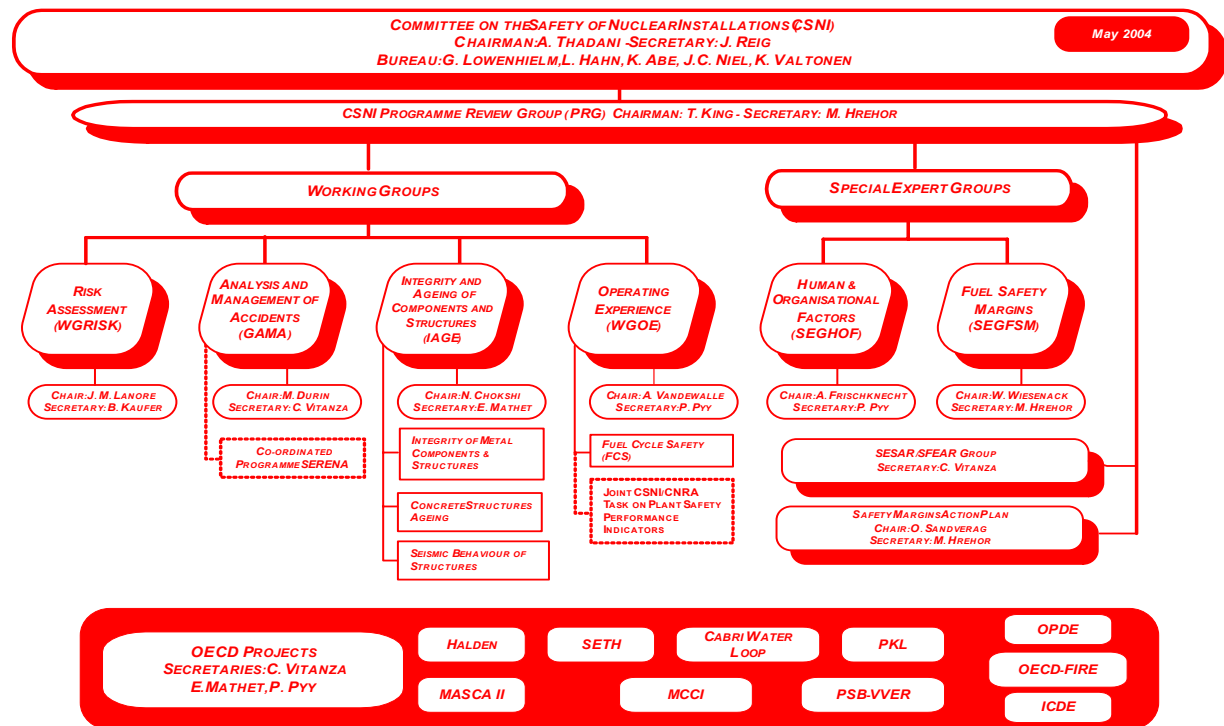 COMMITTEE ON THE SAFETY OF NUCLEAR INSTALLATIONS (CSNI)
CHAIRMAN: A. THADANI - SECRETARY: J. REIG
BUREAU: G. LOWENHIELM, L. HAHN, K. ABE, J.C. NIEL, K. VALTONEN
May 2004
CSNI PROGRAMME REVIEW GROUP (PRG) CHAIRMAN: T. KING - SECRETARY: M. HREHOR
WORKING GROUPS
SPECIAL EXPERT GROUPS
RISK
ASSESSMENT
(WGRISK)
ANALYSIS AND
MANAGEMENT OF
ACCIDENTS
(GAMA)
INTEGRITY AND
AGEING OF
COMPONENTS AND
STRUCTURES
(IAGE)
OPERATING
EXPERIENCE
(WGOE)
HUMAN &
ORGANISATIONAL
FACTORS
(SEGHOF)
FUEL SAFETY
MARGINS
(SEGFSM)
CHAIR: J. M. LANORE
SECRETARY: B. KAUFER
CHAIR: M. DURIN
SECRETARY: C. VITANZA
CHAIR: N. CHOKSHI
SECRETARY: E. MATHET
CHAIR: A. VANDEWALLE
SECRETARY: P. PYY
CHAIR: A. FRISCHKNECHT
SECRETARY: P. PYY
CHAIR: W. WIESENACK
SECRETARY: M. HREHOR
CO-ORDINATED
PROGRAMME SERENA
INTEGRITY OF METAL
COMPONENTS &
STRUCTURES
CONCRETE STRUCTURES
AGEING
SEISMIC BEHAVIOUR OF
STRUCTURES
FUEL CYCLE SAFETY
(FCS)
JOINT CSNI/CNRA
TASK ON PLANT SAFETY
PERFORMANCE
INDICATORS
SESAR/SFEAR GROUP
SECRETARY: C. VITANZA
SAFETY MARGINS ACTION PLAN
CHAIR: O. SANDVERAG
SECRETARY: M. HREHOR
OECD PROJECTS
SECRETARIES: C. VITANZA
E. MATHET, P. PYY
HALDEN
SETH
CABRI WATER
LOOP
PKL
OPDE
OECD-FIRE
MASCA II
MCCI
PSB-VVER
ICDE